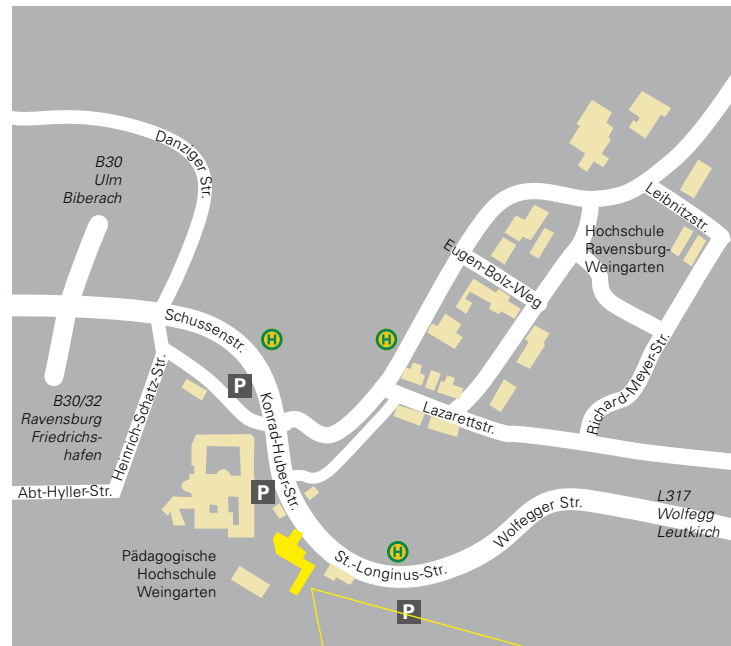 Danziger Str.
B30
Ulm
Biberach
Leibnitzstr.
Hochschule
Ravensburg-
Weingarten
Eugen-Bolz-Weg
Schussenstr.
H
H
Richard-Meyer-Str.
P
B30/32
Ravensburg
Friedrichs-
hafen
Heinrich-Schatz-Str.
Konrad-Huber-Str.
Lazarettstr.
Abt-Hyller-Str.
P
L317
Wolfegg
Leutkirch
Wolfegger Str.
Pädagogische
Hochschule
Weingarten
H
St.-Longinus-Str.
P